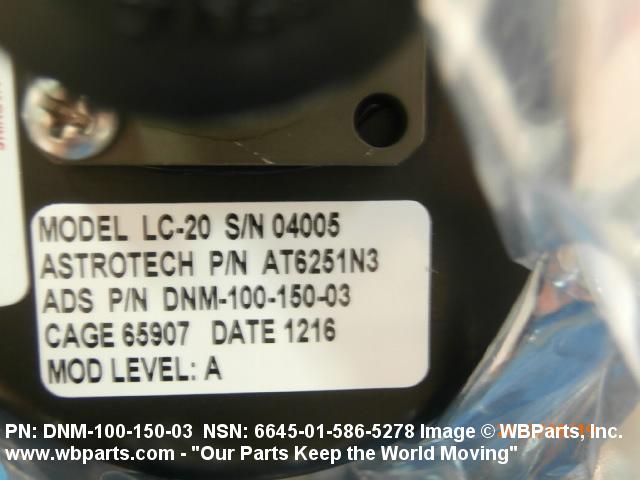 MODEL LC-20 S/N 04005
ASTROTECH P/N AT6251N3
ADS P/N DNM-100-150-03
CAGE 65907 DATE 1216
MOD LEVEL: A
PN: DNM-100-150-03 NSN: 6645-01-586-5278 Image © WBParts, Inc.
www.wbparts.com - "Our Parts Keep the World Moving"